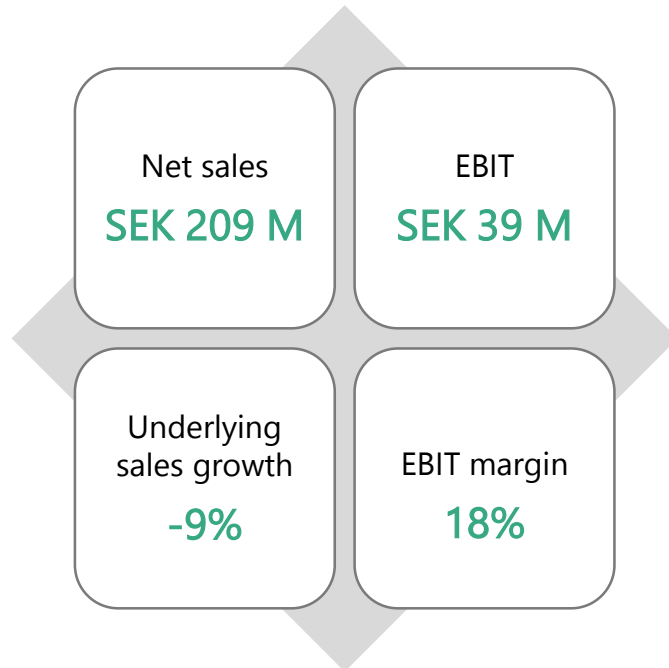 Net sales
SEK 209 M
EBIT
SEK 39 M
Underlying
sales growth
-9%
EBIT margin
18%